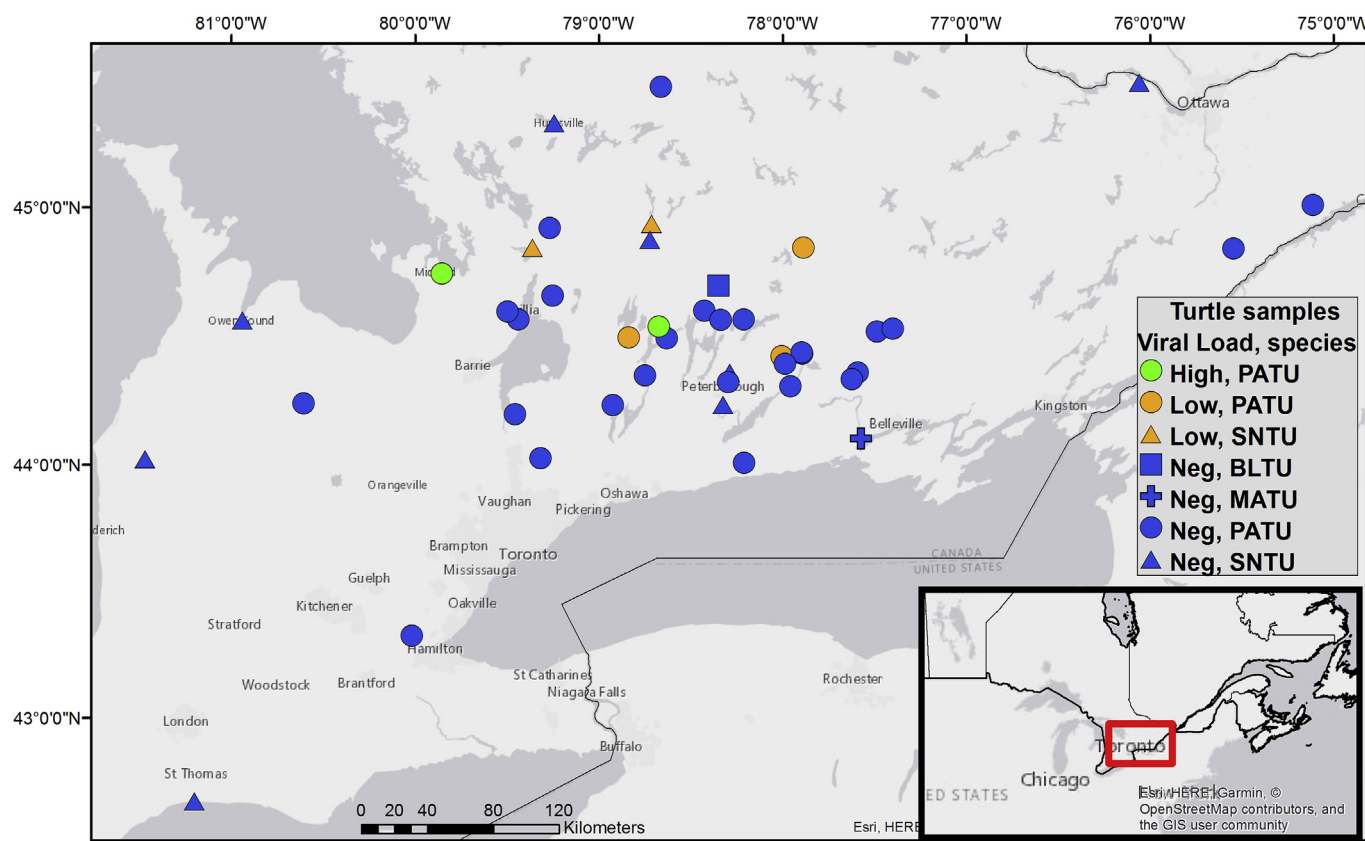 81°0'0"W 80°0'0"W 79°0'0"W 78°0'0"W 77°0'0"W 76°0'0"W 75°0'0"W
Ottawa
45°0'0"N
Barrie
Turtle samples
Viral Load, species
High, PATU
Low, PATU
Low, SNTU
Neg, BLTU
Neg, MATU
Neg, PATU
Neg, SNTU
Kingston
Belleville
44°0'0"N
Orangeville
Vaughan
Oshawa
Pickering
derich
Brampton
Toronto
Mississauga
CANADA
UNITED STATES
Guelph
Kitchener
Oakville
Stratford
Hamilton
Woodstock
Brantford
St Catharines
Niagara Falls
Rochester
43°0'0"N
London
Buffalo
St Thomas
0 20 40 80 120
Kilometers
Esri, HERE
Toronto
Chicago
ED STATES
Esri, HERE, Garmin, ©
OpenStreetMap contributors, and
the GIS user community